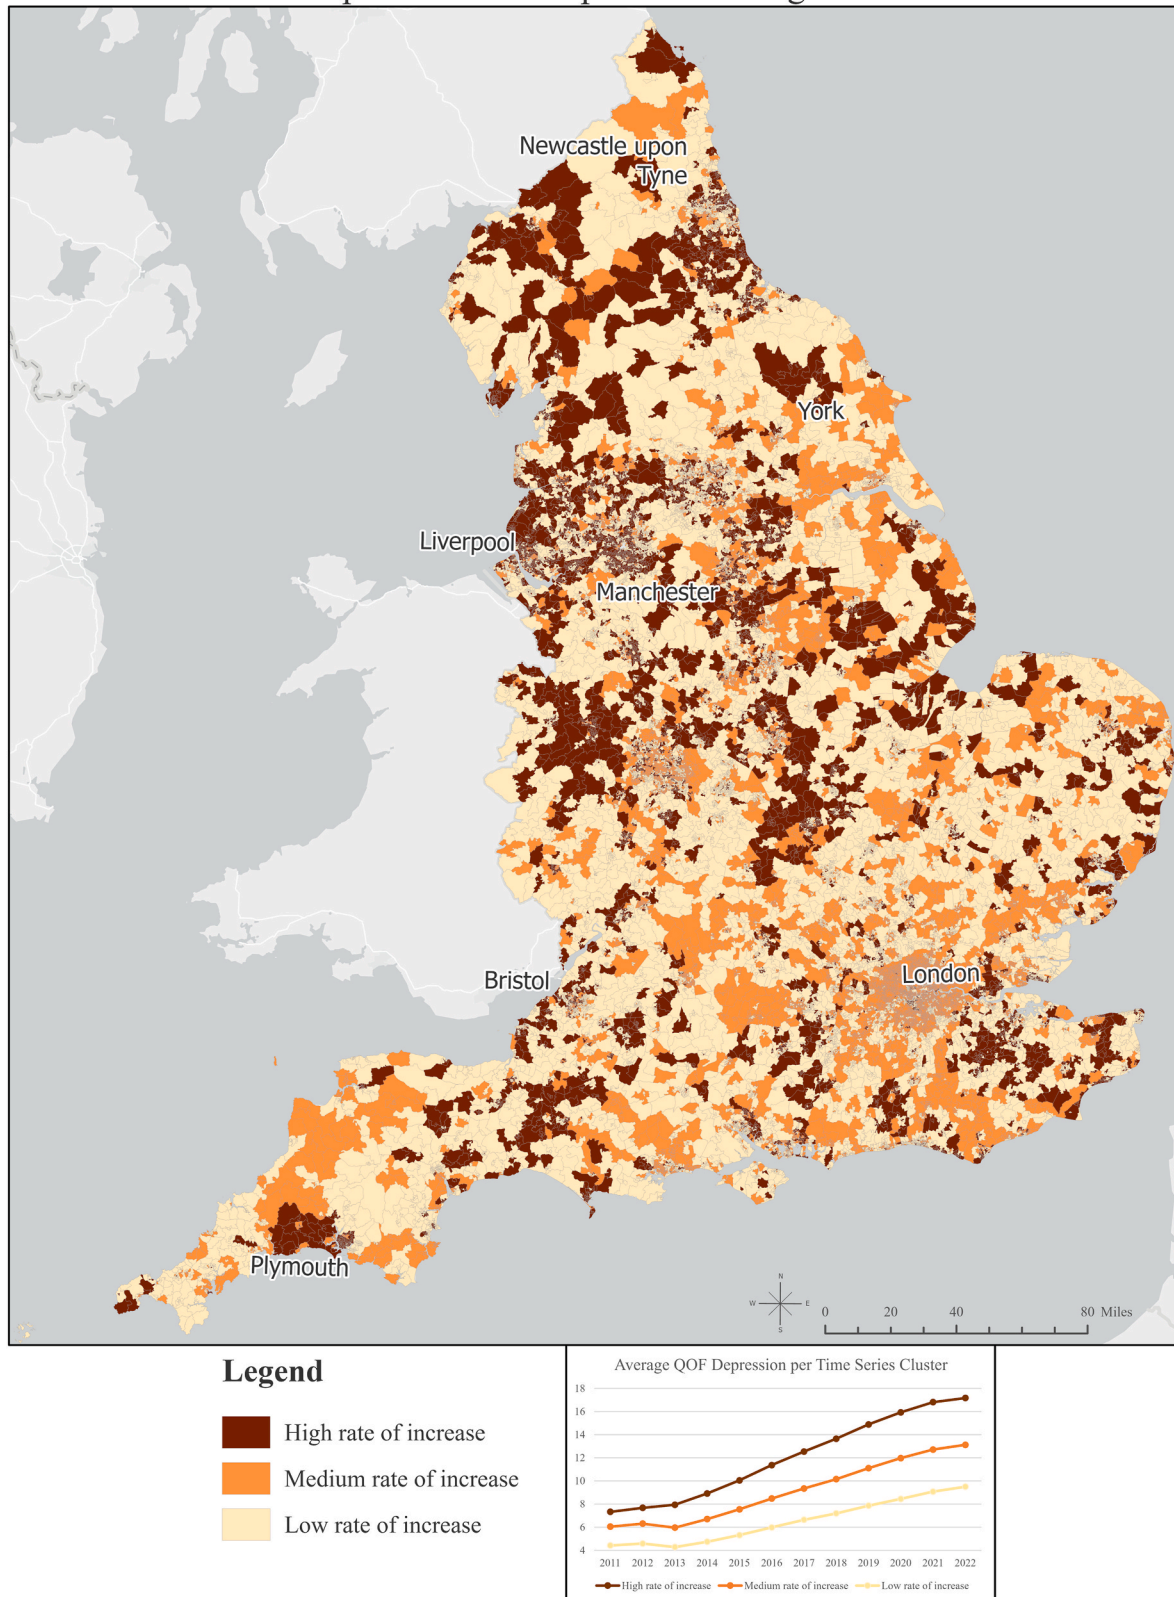 Newcastle upon
Tyne
York
Liverpool
Manchester
Bristol
London
Plymouth
N
W E
S
0 20 40 80 Miles
Legend
High rate of increase
Medium rate of increase
Low rate of increase
Average QOF Depression per Time Series Cluster
18
16
14
12
10
8
6
4
2011 2012 2013 2014 2015 2016 2017 2018 2019 2020 2021 2022
High rate of increase Medium rate of increase Low rate of increase